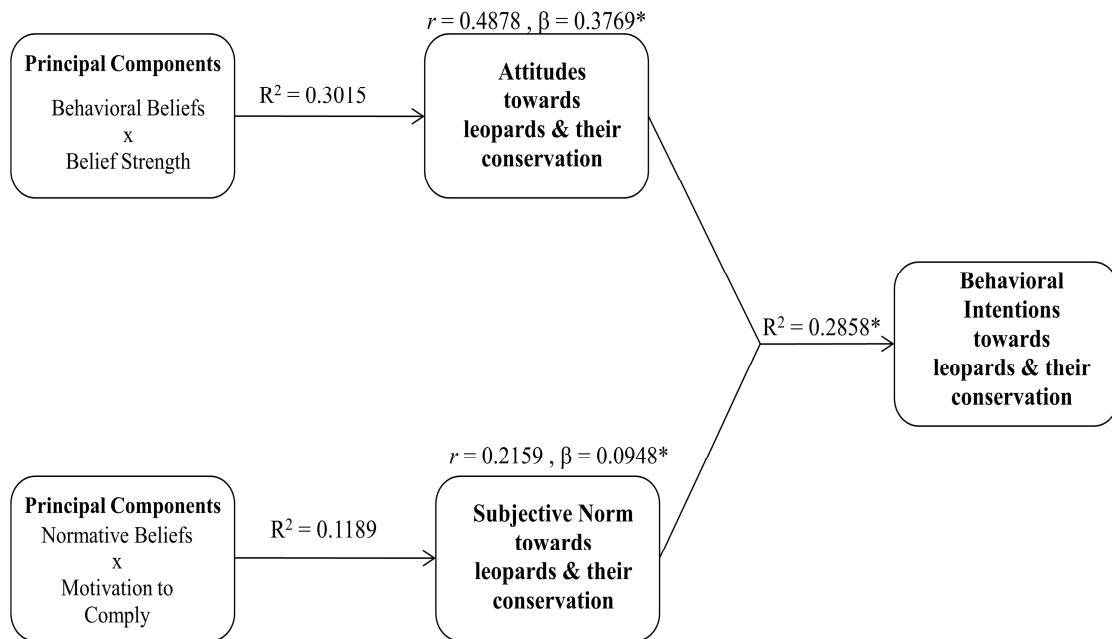 r = 0.4878 , β = 0.3769*
Principal Components
Behavioral Beliefs
x
Belief Strength
R² = 0.3015
Attitudes
towards
leopards & their
conservation
Behavioral
Intentions
towards
leopards & their
conservation
R² = 0.2858*
r = 0.2159 , β = 0.0948*
Principal Components
Normative Beliefs
x
Motivation to
Comply
R² = 0.1189
Subjective Norm
towards
leopards & their
conservation